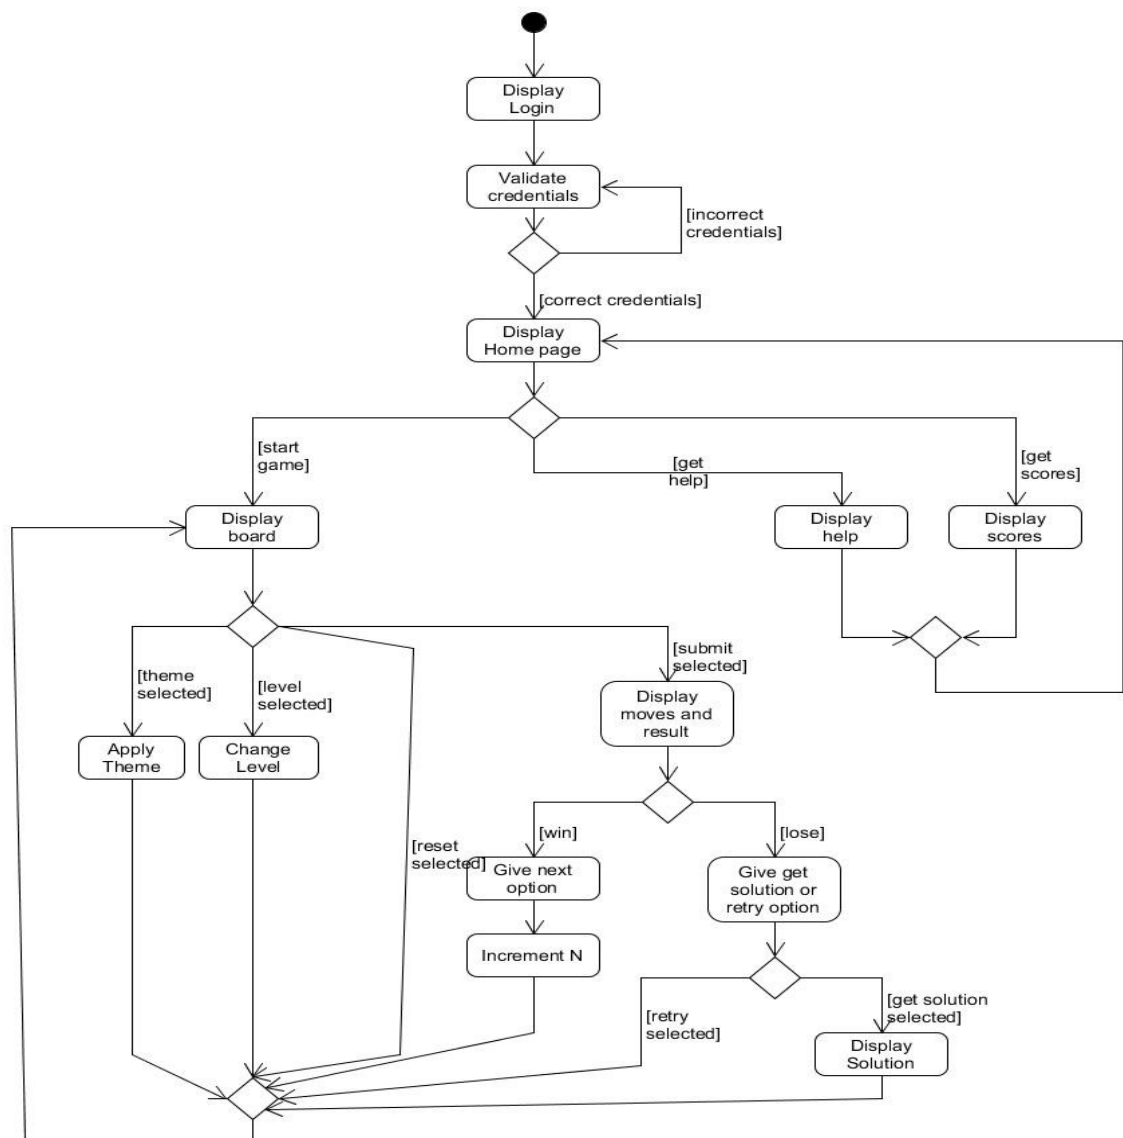 Display
Login
Validate
credentials
[incorrect
credentials]
[correct credentials]
Display
Home page
[start
game]
[get
help]
[get
scores]
Display
board
Display
help
Display
scores
[theme
selected]
[level
selected]
[submit
selected]
Display
moves and
result
Apply
Theme
Change
Level
[reset
selected]
[win]
[lose]
Give next
option
Give get
solution or
retry option
Increment N
[retry
selected]
[get solution
selected]
Display
Solution